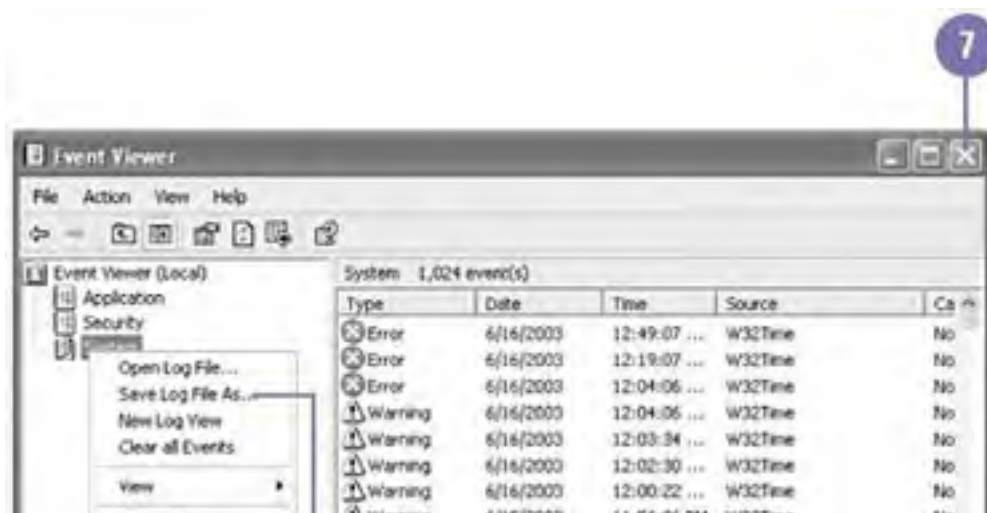 7
Event Viewer
File Action View Help
Event Viewer (Local)
Application
Security
Open Log File...
Save Log File As...
New Log View
Clear all Events
View
System 1,024 event(s)
Type Date Time Source Ca
Error 6/16/2003 12:49:07 ... W32Time No
Error 6/16/2003 12:19:07 ... W32Time No
Error 6/16/2003 12:04:06 ... W32Time No
Warning 6/16/2003 12:04:06 ... W32Time No
Warning 6/16/2003 12:03:34 ... W32Time No
Warning 6/16/2003 12:02:30 ... W32Time No
Warning 6/16/2003 12:00:22 ... W32Time No